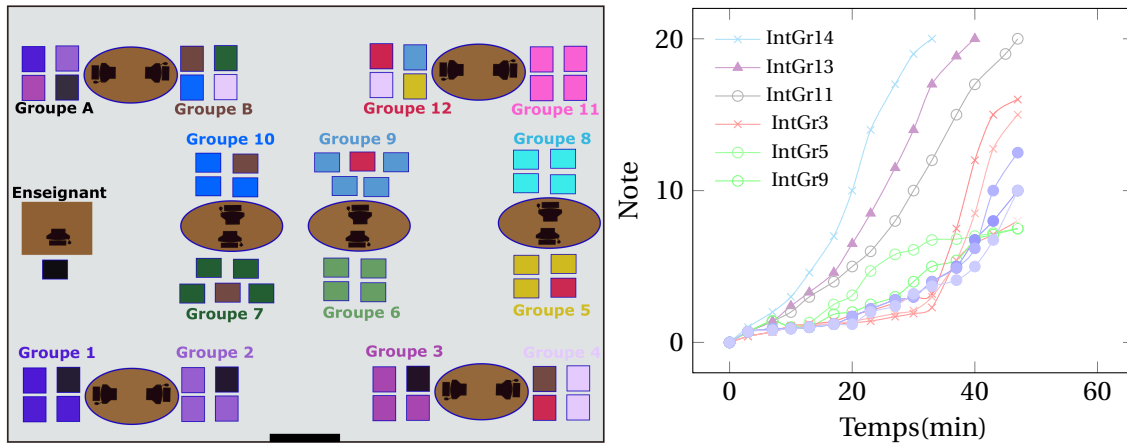 Groupe A
Groupe B
Groupe 12
Groupe 11
Groupe 10
Groupe 9
Groupe 8
Enseignant
Groupe 7
Groupe 6
Groupe 5
Groupe 1
Groupe 2
Groupe 3
Groupe 4
Note
20
10
0
IntGr14
IntGr13
IntGr11
IntGr3
IntGr5
IntGr9
0
20
40
60
Temps(min)